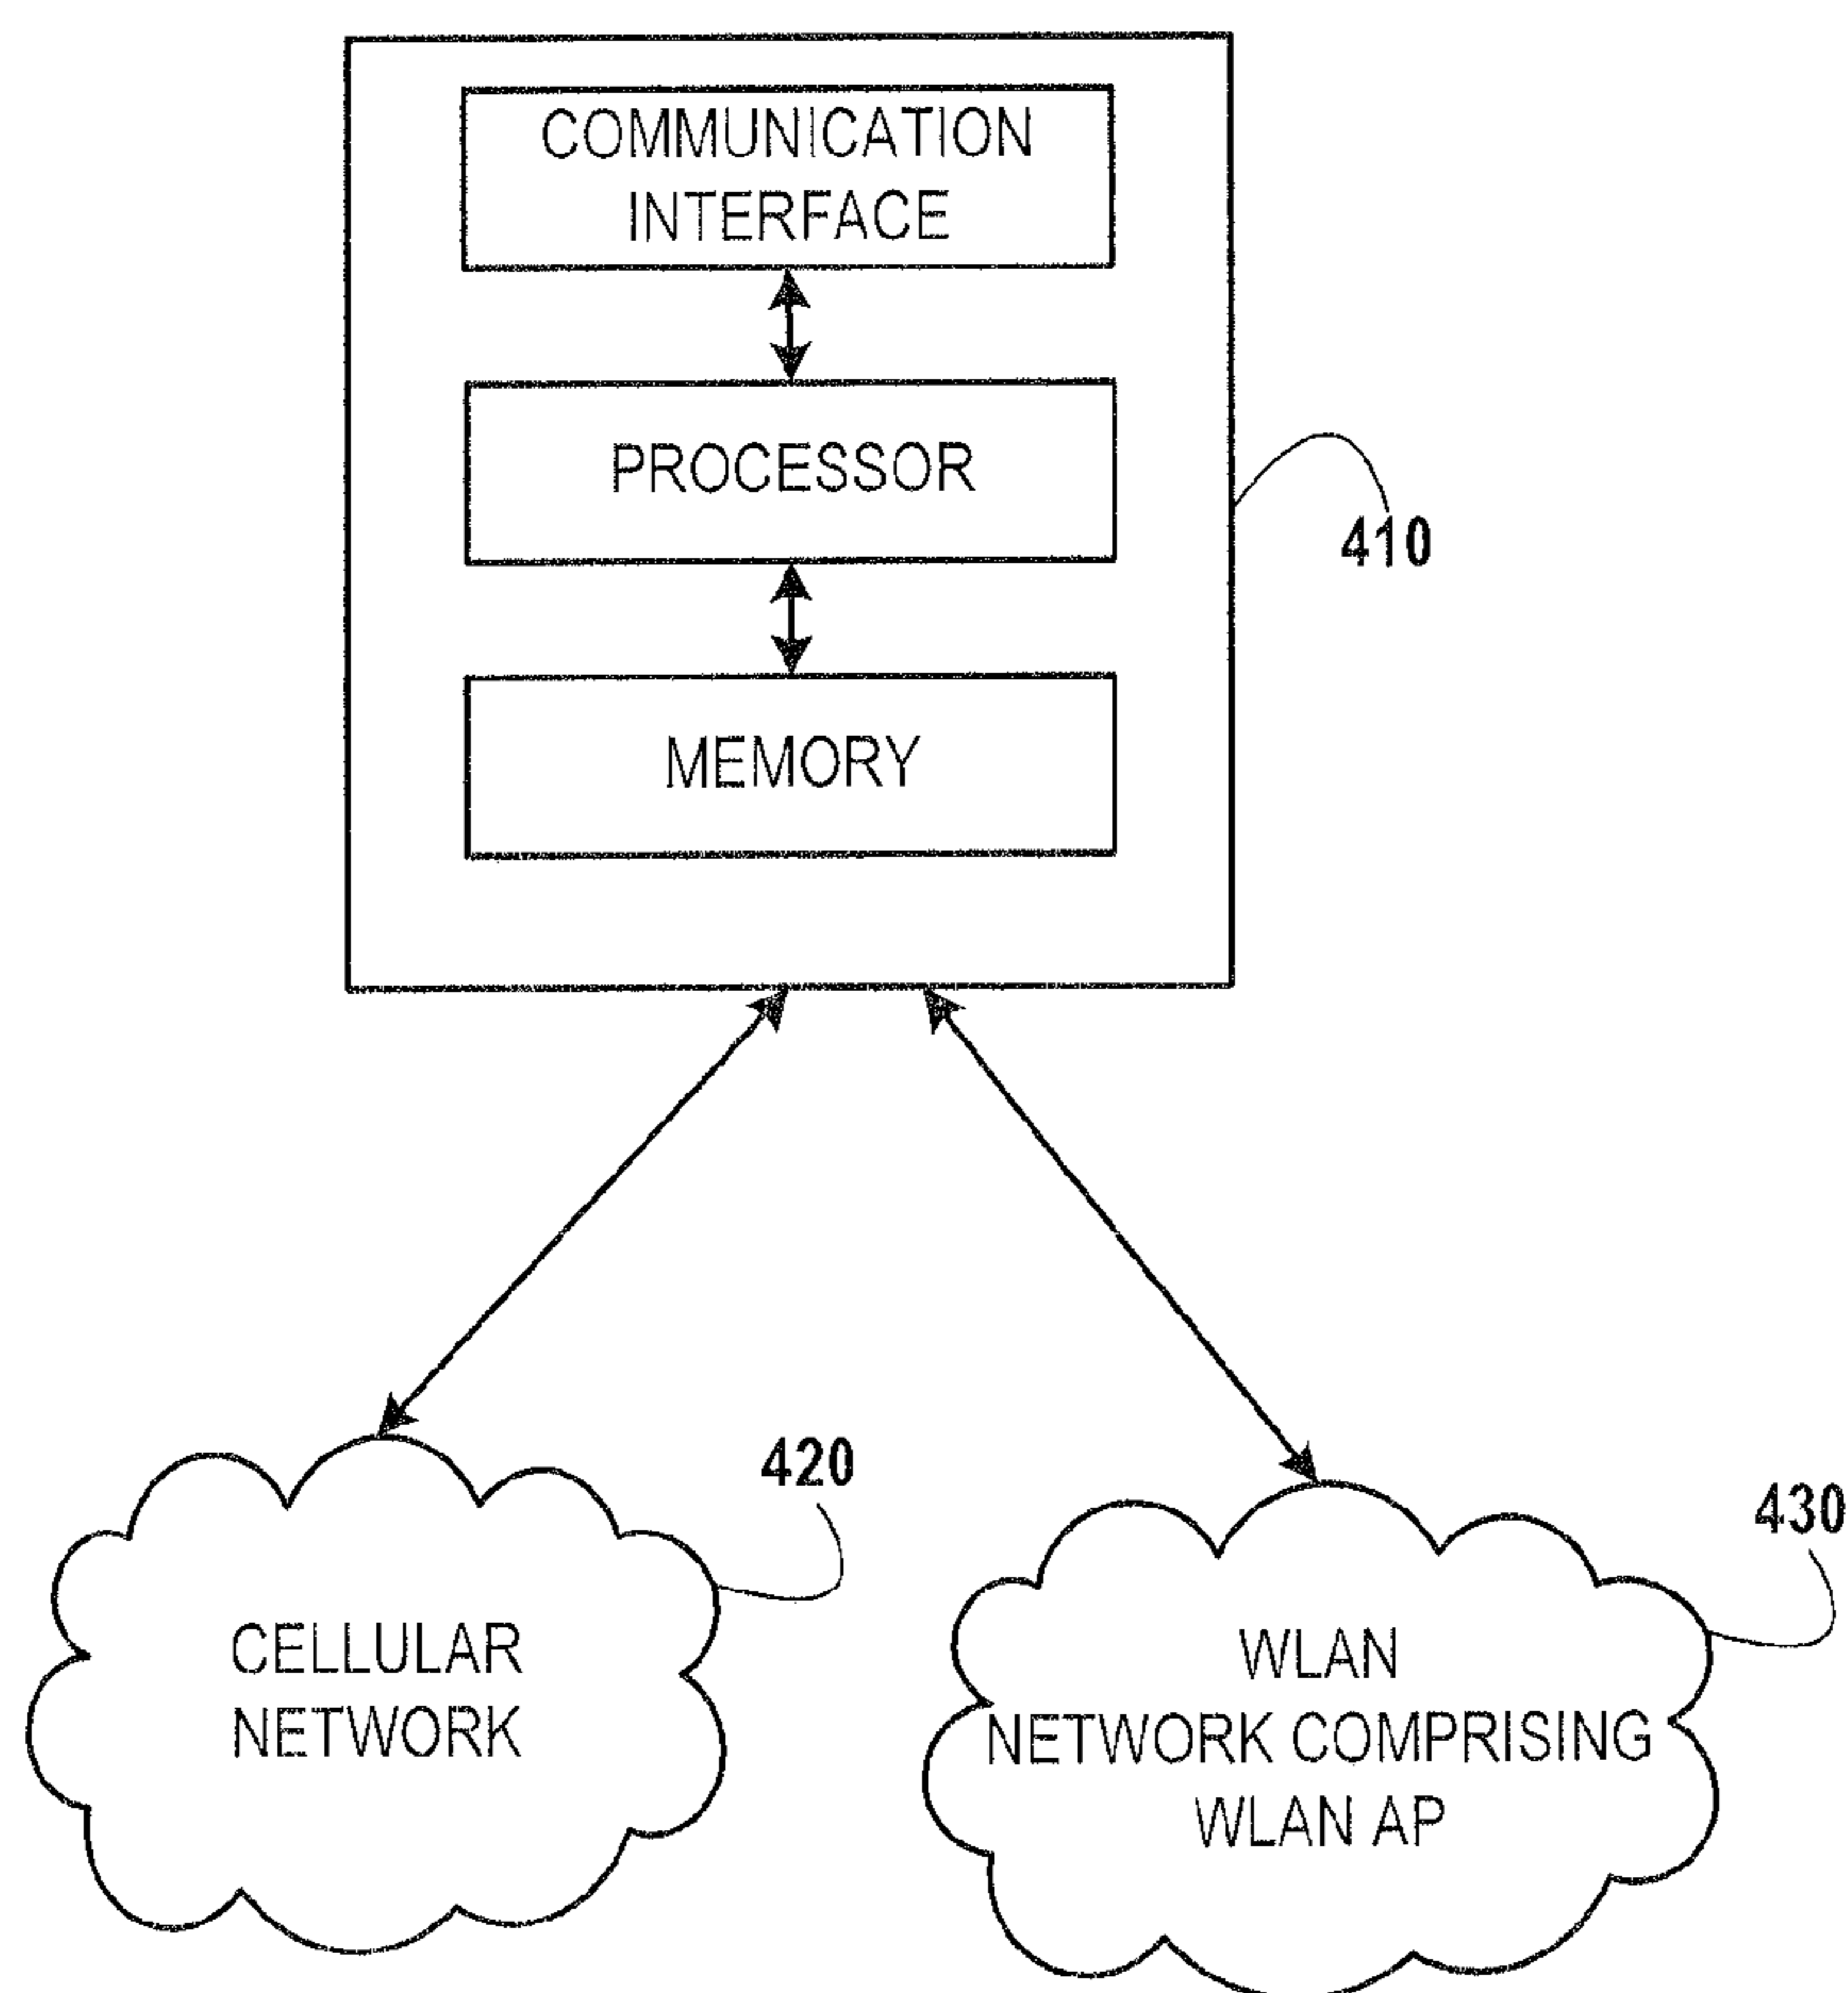 COMMUNICATION
INTERFACE
PROCESSOR
410
MEMORY
420
430
CELLULAR
NETWORK
WLAN
NETWORK COMPRISING
WLAN AP